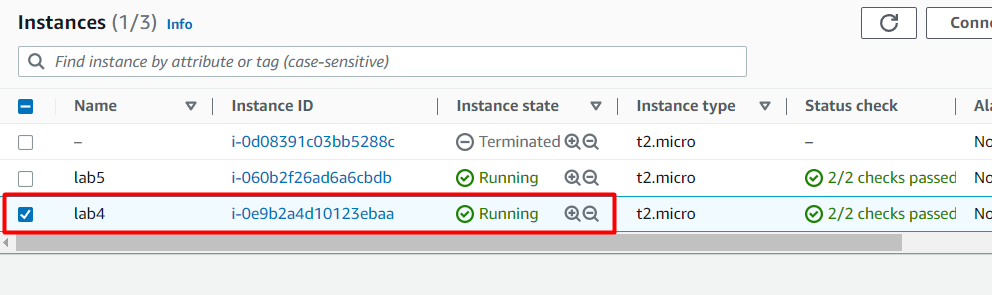 Instances (1/3) Info
Conne
Find instance by attribute or tag (case-sensitive)
Name Instance ID Instance state Instance type Status check Ala
– i-0d08391c03bb5288c Terminated t2.micro – No
lab5 i-060b2f26ad6a6cbdb Running t2.micro 2/2 checks passed No
lab4 i-0e9b2a4d10123ebaa Running t2.micro 2/2 checks passed No